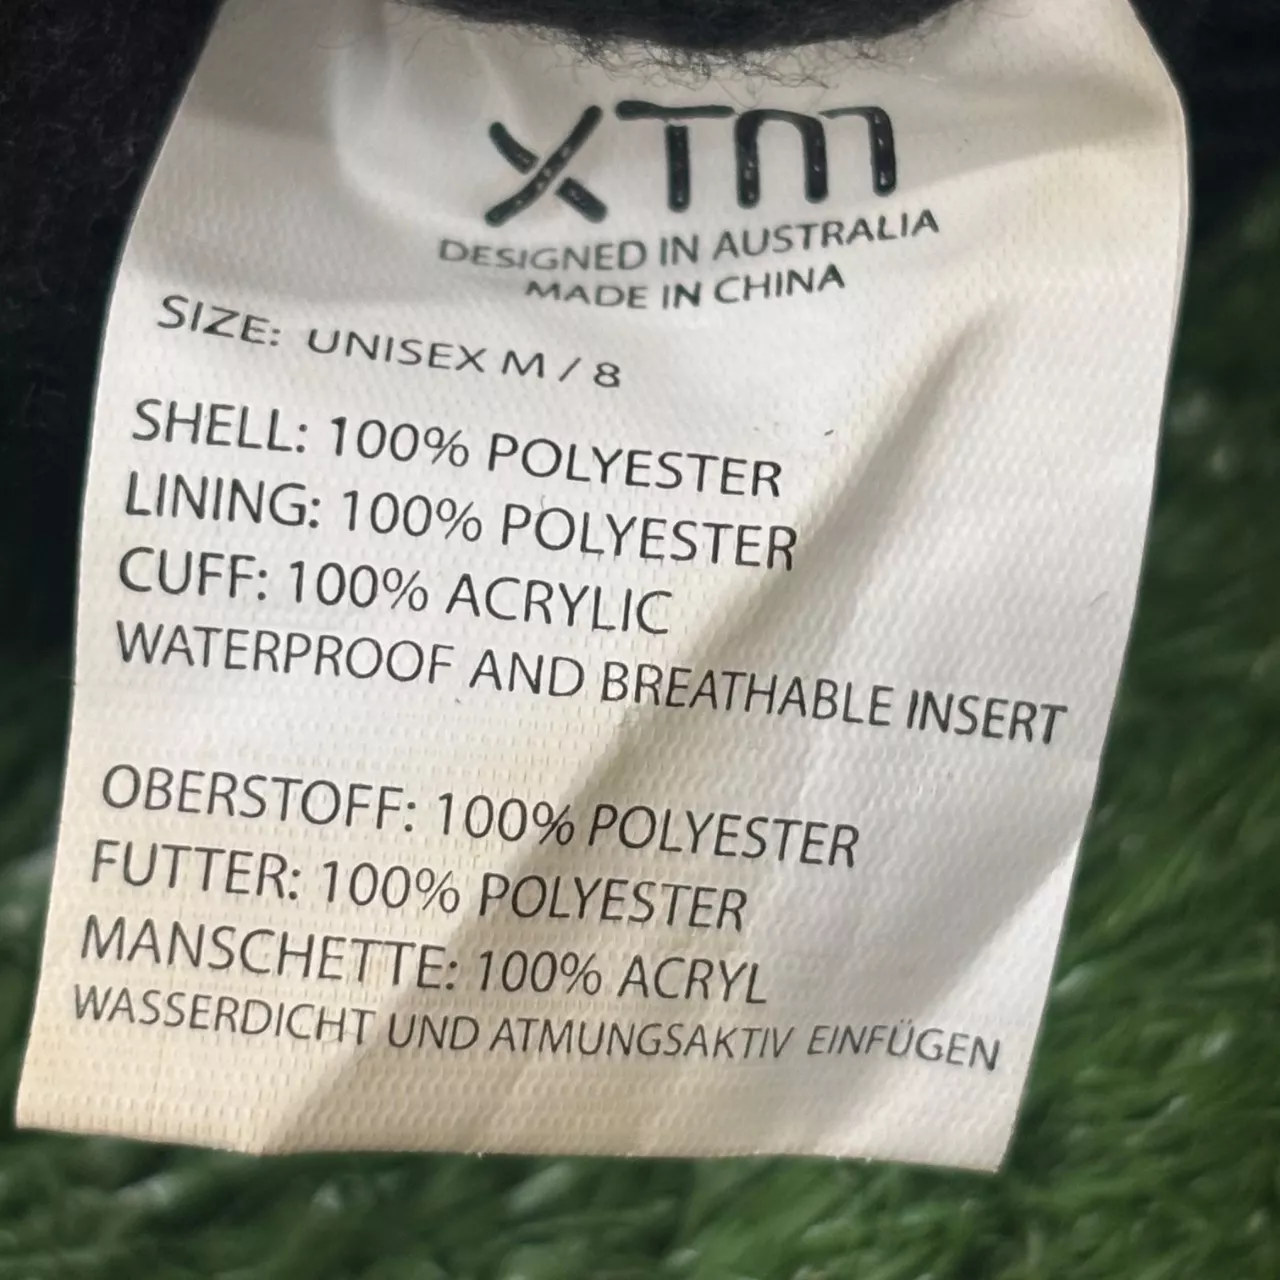 XTM
DESIGNED IN AUSTRALIA
MADE IN CHINA
SIZE: UNISEX M / 8
SHELL: 100% POLYESTER
LINING: 100% POLYESTER
CUFF: 100% ACRYLIC
WATERPROOF AND BREATHABLE INSERT
OBERSTOFF: 100% POLYESTER
FUTTER: 100% POLYESTER
MANSCHETTE: 100% ACRYL
WASSERDICHT UND ATMUNGSAKTIV EINFÜGEN